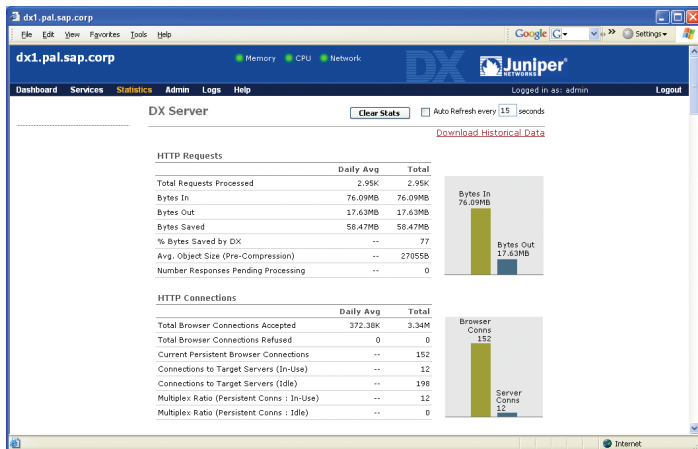 dx1.pal.sap.corp
File Edit View Favorites Tools Help
Google G Settings
dx1.pal.sap.corp
Memory CPU Network
DX
Juniper
NETWORKS
Dashboard Services Statistics Admin Logs Help
Logged in as: admin
Logout
DX Server
Clear Stats
Auto Refresh every 15 seconds
Download Historical Data
HTTP Requests
Daily Avg Total
Total Requests Processed 2.95K 2.95K
Bytes In 76.09MB 76.09MB
Bytes Out 17.63MB 17.63MB
Bytes Saved 58.47MB 58.47MB
% Bytes Saved by DX -- 77
Avg. Object Size (Pre-Compression) -- 27055B
Number Responses Pending Processing -- 0
Bytes In
76.09MB
Bytes Out
17.63MB
HTTP Connections
Daily Avg Total
Total Browser Connections Accepted 372.38K 3.34M
Total Browser Connections Refused 0 0
Current Persistent Browser Connections -- 152
Connections to Target Servers (In-Use) -- 12
Connections to Target Servers (Idle) -- 198
Multiplex Ratio (Persistent Conns : In-Use) -- 12
Multiplex Ratio (Persistent Conns : Idle) -- 0
Browser
Conns
152
Server
Conns
12
Internet